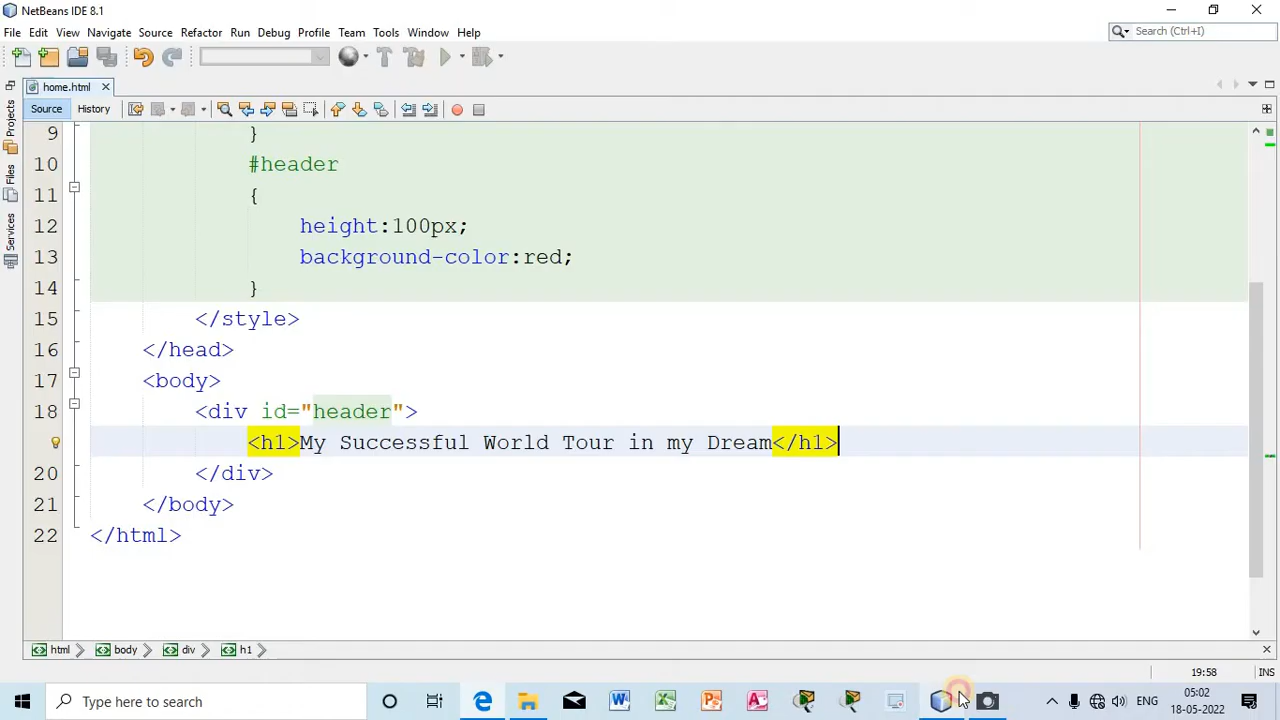 NetBeans IDE 8.1
File Edit View Navigate Source Refactor Run Debug Profile Team Tools Window Help
Search (Ctrl+I)
home.html
Source History
Projects
Files
Services
9 }
10 #header
11 {
12 height:100px;
13 background-color:red;
14 }
15 </style>
16 </head>
17 <body>
18 <div id="header">
<h1>My Successful World Tour in my Dream</h1>
20 </div>
21 </body>
22 </html>
html body div h1
19:58 INS
Type here to search
ENG
05:02
18-05-2022